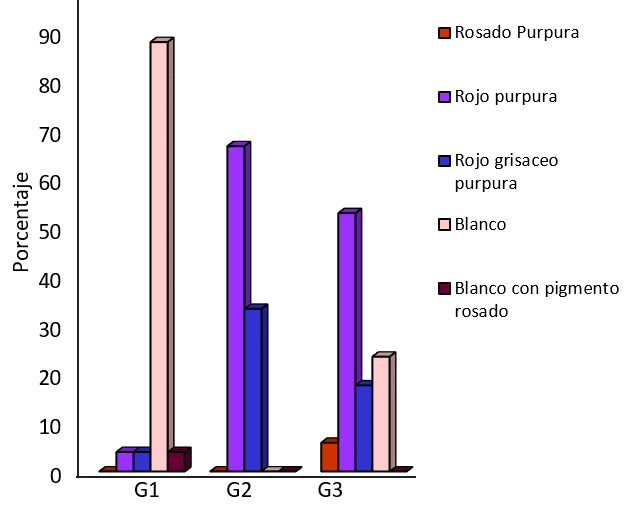 90
80
70
60
50
40
30
20
10
0
Porcentaje
G1 G2 G3
Rosado Purpura
Rojo purpura
Rojo grisaceo
purpura
Blanco
Blanco con pigmento
rosado